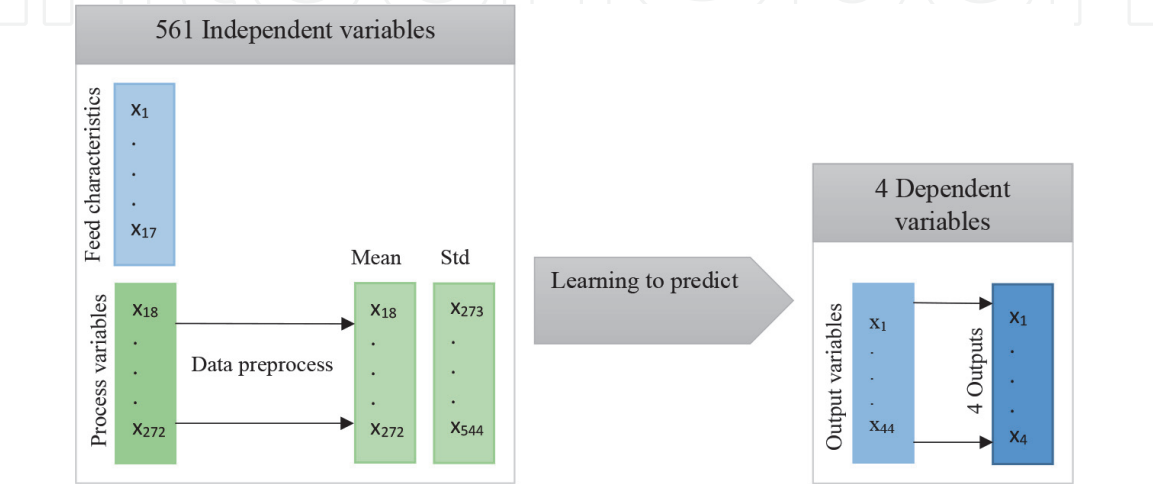 561 Independent variables
Feed characteristics
x1
.
.
.
x17
Mean
Std
Process variables
x18
.
.
.
x272
Data preprocess
x18
.
.
.
x272
x273
.
.
.
x544
Learning to predict
4 Dependent
variables
Output variables
x1
.
.
.
x44
4 Outputs
x1
.
.
.
x4